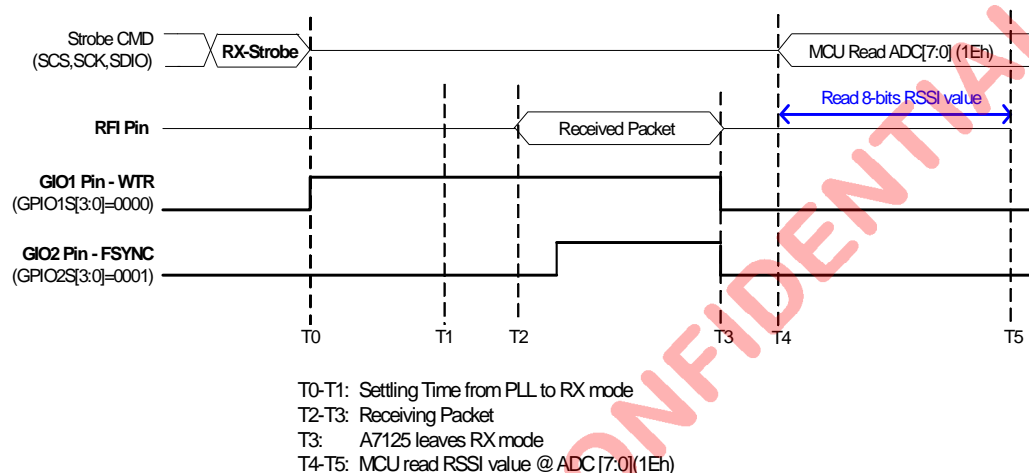 Strobe CMD
(SCS,SCK,SDIO)
RX-Strobe
MCU Read ADC[7:0] (1Eh)
Read 8-bits RSSI value
RFI Pin
Received Packet
GIO1 Pin - WTR
(GPIO1S[3:0]=0000)
GIO2 Pin - FSYNC
(GPIO2S[3:0]=0001)
T0 T1 T2 T3 T4 T5
T0-T1: Settling Time from PLL to RX mode
T2-T3: Receiving Packet
T3: A7125 leaves RX mode
T4-T5: MCU read RSSI value @ ADC [7:0](1Eh)
ONFIDENTIAL